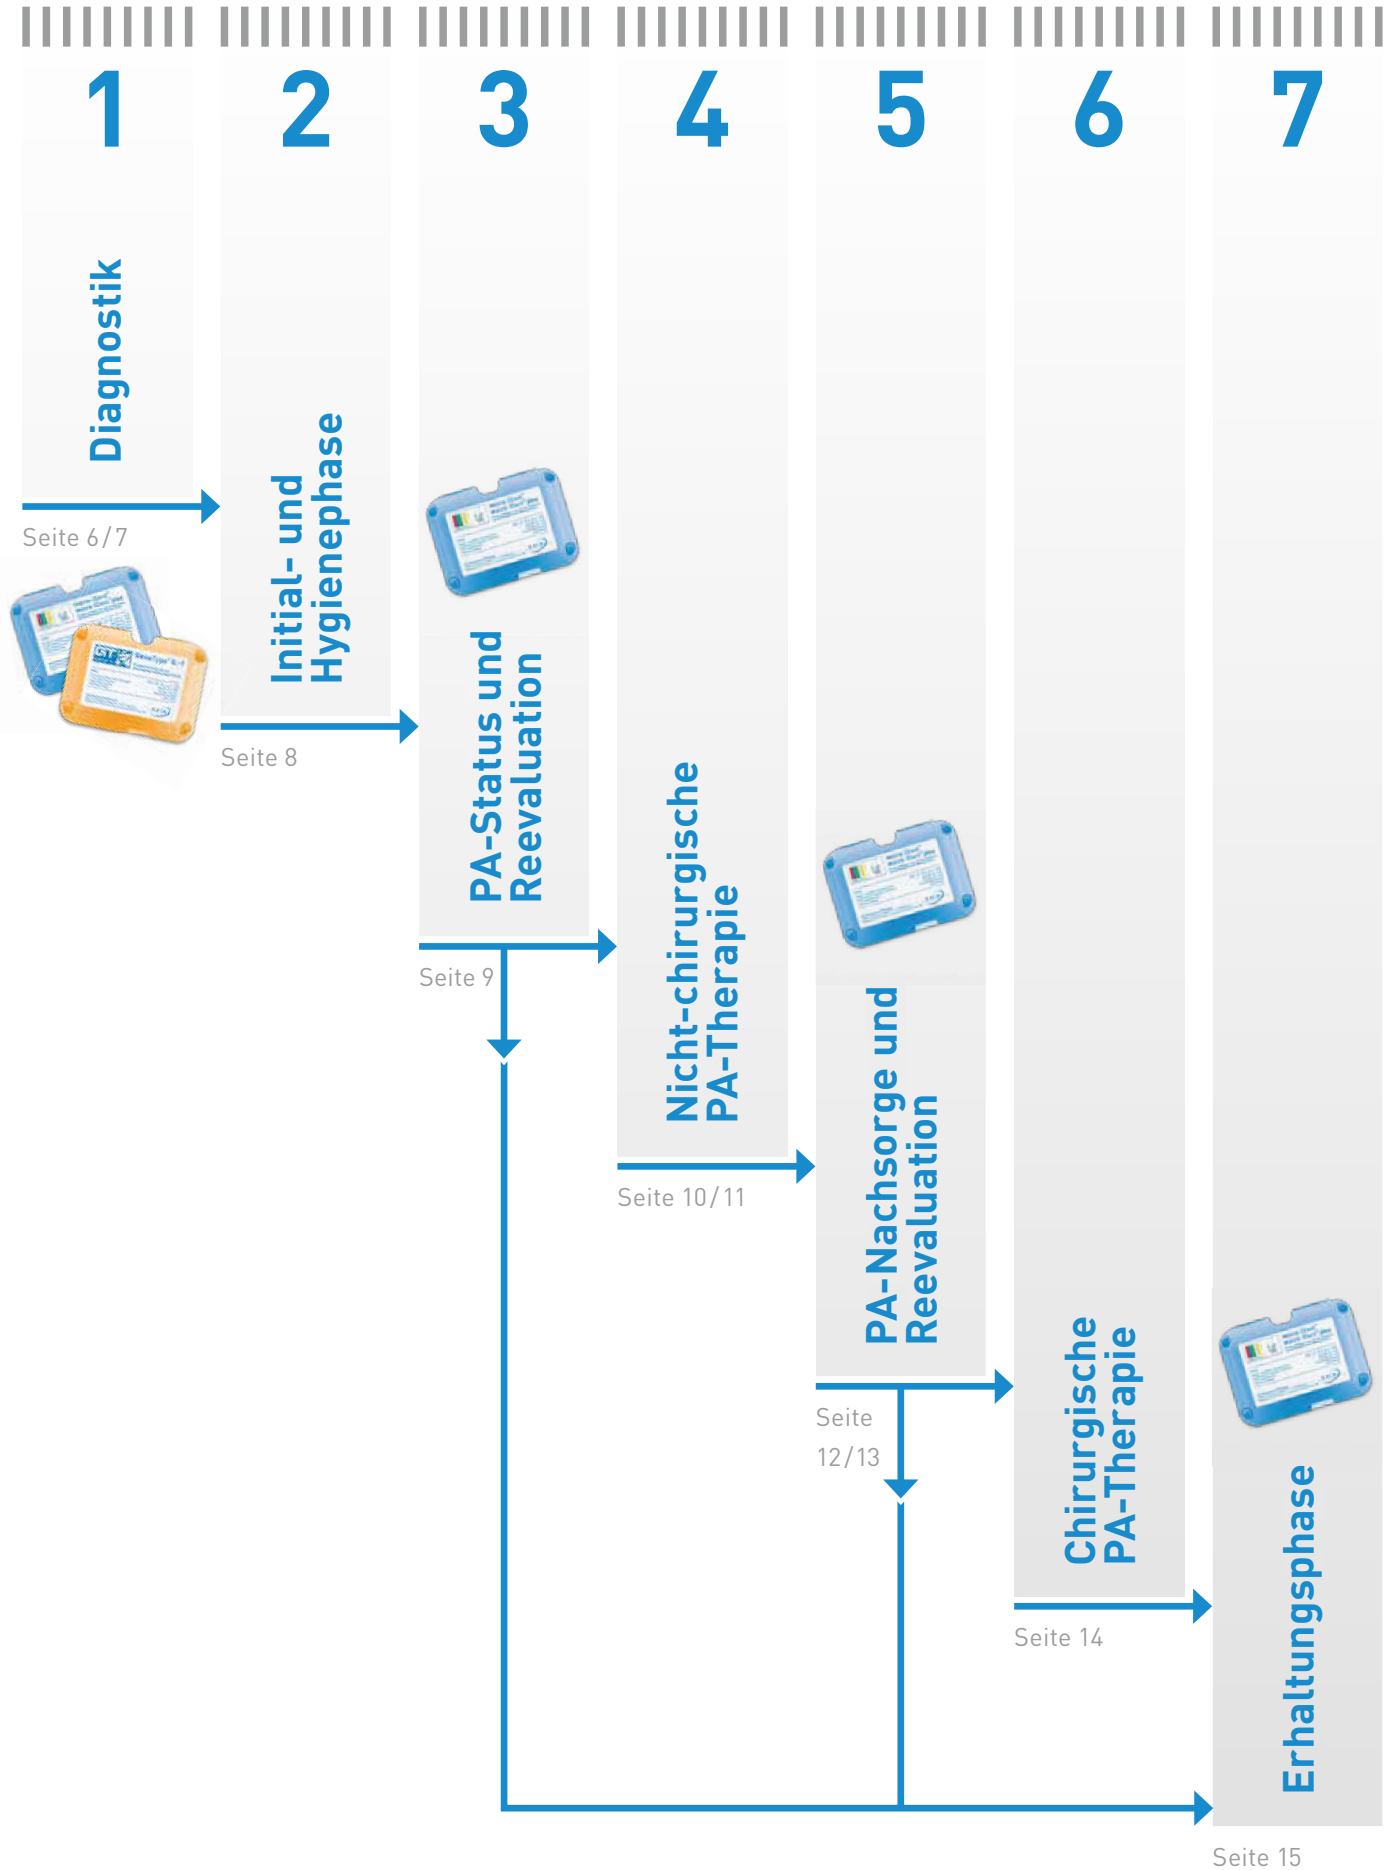 1
2
3
4
5
6
7
Diagnostik
Seite 6/7
Initial- und
Hygienephase
Seite 8
PA-Status und
Reevaluation
Seite 9
Nicht-chirurgische
PA-Therapie
Seite 10/11
PA-Nachsorge und
Reevaluation
Seite
12/13
Chirurgische
PA-Therapie
Seite 14
Erhaltungsphase
Seite 15